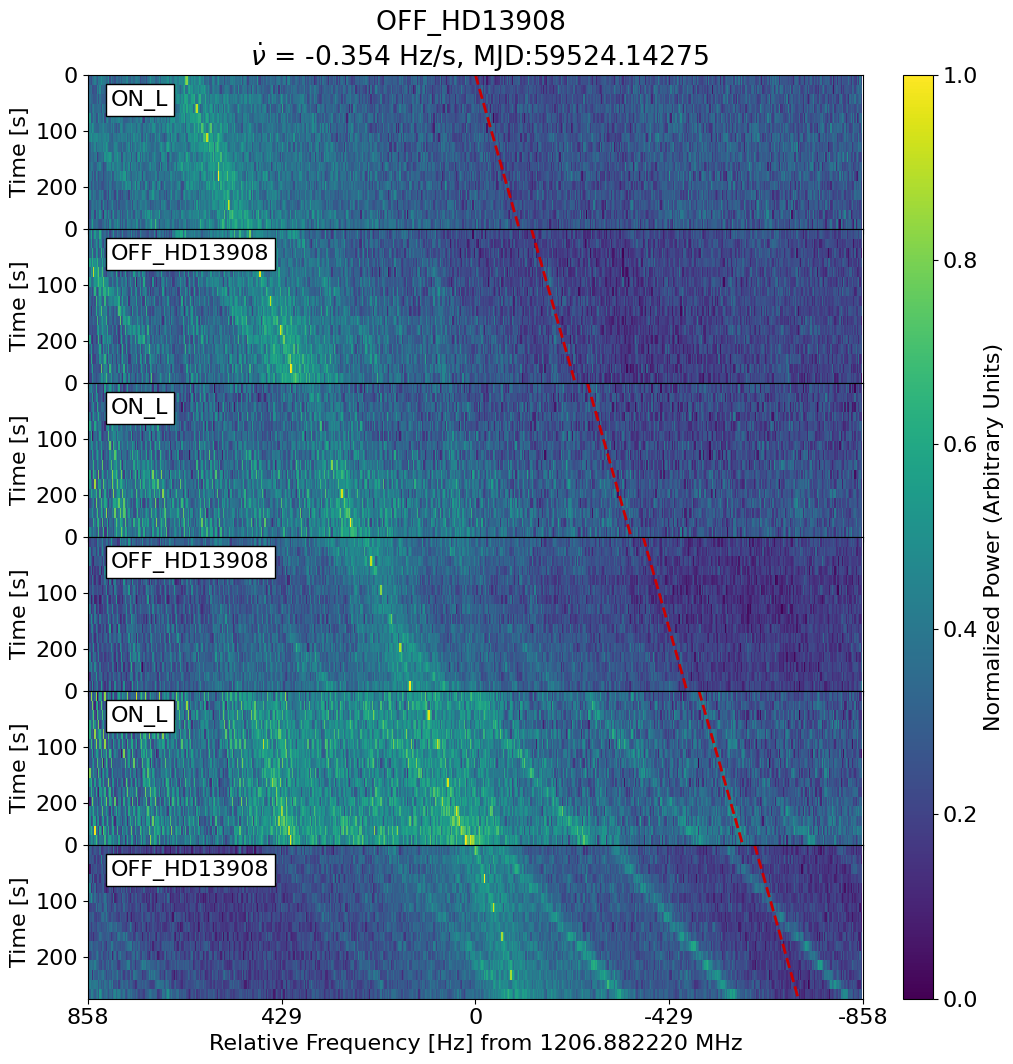 OFF_HD13908
ν̇ = -0.354 Hz/s, MJD:59524.14275
0
100
200
Time [s]
ON_L
0
100
200
Time [s]
OFF_HD13908
0
100
200
Time [s]
ON_L
0
100
200
Time [s]
OFF_HD13908
0
100
200
Time [s]
ON_L
0
100
200
Time [s]
OFF_HD13908
858 429 0 -429 -858
Relative Frequency [Hz] from 1206.882220 MHz
1.0
0.8
0.6
0.4
0.2
0.0
Normalized Power (Arbitrary Units)